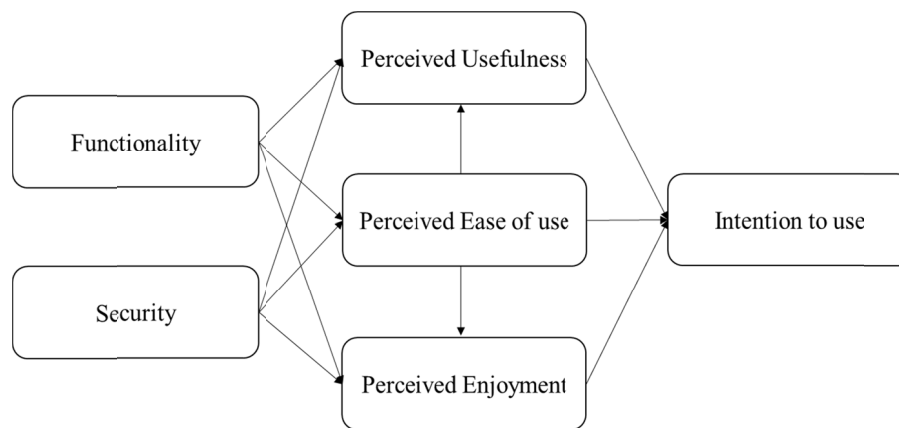 Perceived Usefulness
Functionality
Perceived Ease of use
Intention to use
Security
Perceived Enjoyment